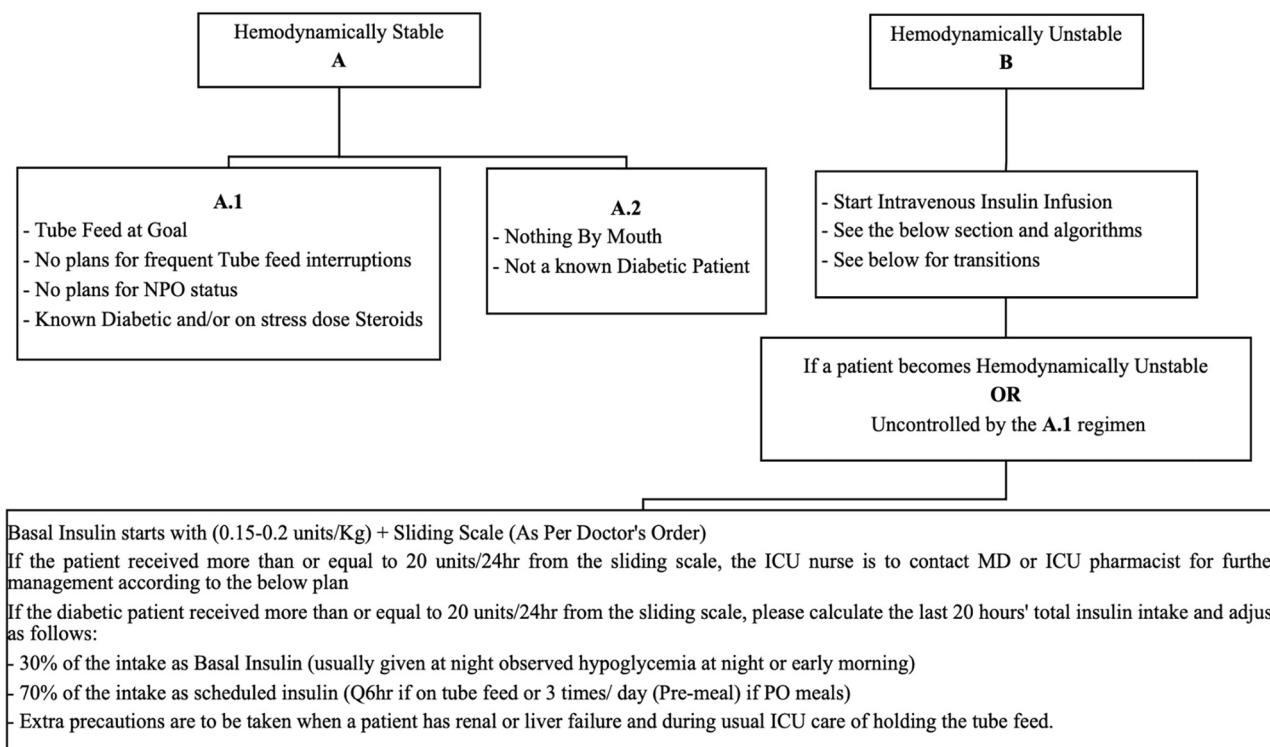 Hemodynamically Stable
A
Hemodynamically Unstable
B
A.1
- Tube Feed at Goal
- No plans for frequent Tube feed interruptions
- No plans for NPO status
- Known Diabetic and/or on stress dose Steroids
A.2
- Nothing By Mouth
- Not a known Diabetic Patient
- Start Intravenous Insulin Infusion
- See the below section and algorithms
- See below for transitions
If a patient becomes Hemodynamically Unstable
OR
Uncontrolled by the A.1 regimen
Basal Insulin starts with (0.15-0.2 units/Kg) + Sliding Scale (As Per Doctor's Order)
If the patient received more than or equal to 20 units/24hr from the sliding scale, the ICU nurse is to contact MD or ICU pharmacist for furthe
management according to the below plan
If the diabetic patient received more than or equal to 20 units/24hr from the sliding scale, please calculate the last 20 hours' total insulin intake and adjus
as follows:
- 30% of the intake as Basal Insulin (usually given at night observed hypoglycemia at night or early morning)
- 70% of the intake as scheduled insulin (Q6hr if on tube feed or 3 times/ day (Pre-meal) if PO meals)
- Extra precautions are to be taken when a patient has renal or liver failure and during usual ICU care of holding the tube feed.